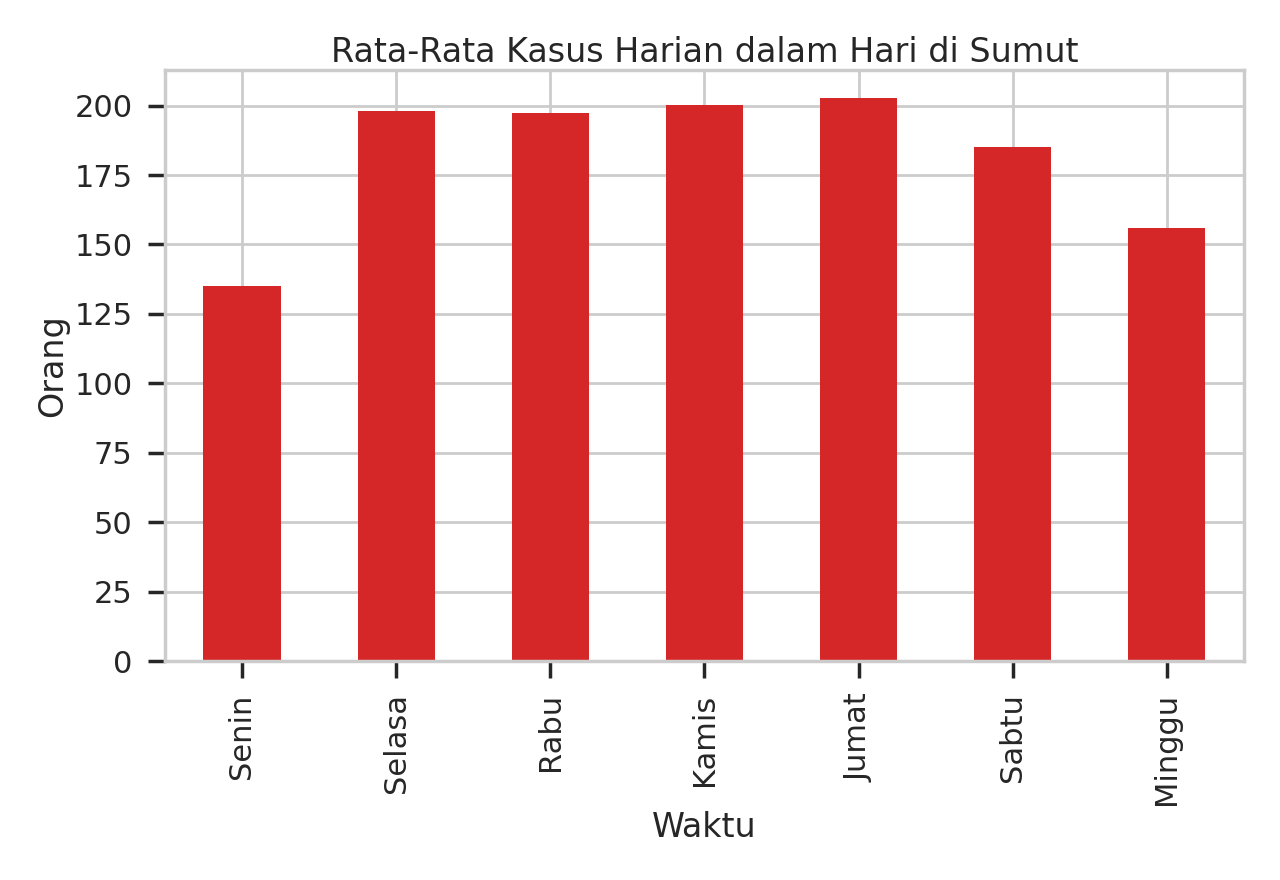 Rata-Rata Kasus Harian dalam Hari di Sumut
Orang
200
175
150
125
100
75
50
25
0
Senin
Selasa
Rabu
Kamis
Jumat
Sabtu
Minggu
Waktu